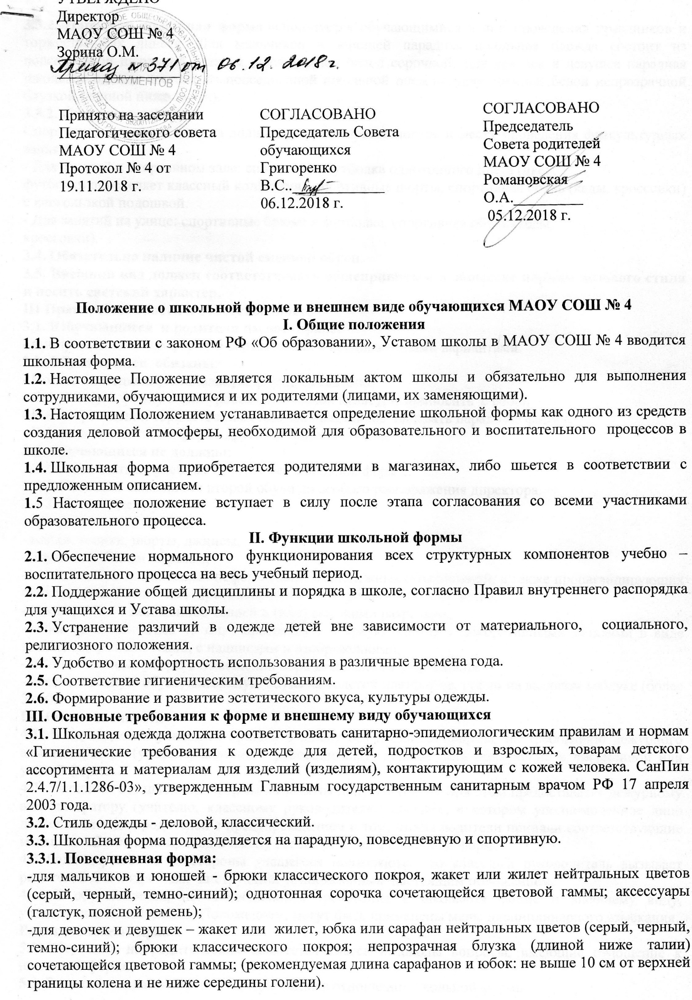 УТВЕРЖДЕНО
Директор
МАОУ СОШ № 4
Зорина О.М.
Приказ № 371 от 06.12.2018 г.
ДЛЯ
ДОКУМЕНТОВ
Принято на заседании
Педагогического совета
МАОУ СОШ № 4
Протокол № 4 от
19.11.2018 г.
СОГЛАСОВАНО
Председатель Совета
обучающихся
Григоренко
В.С..____________
06.12.2018 г.
СОГЛАСОВАНО
Председатель
Совета родителей
МАОУ СОШ № 4
Романовская
О.А._________
05.12.2018 г.
Положение о школьной форме и внешнем виде обучающихся МАОУ СОШ № 4
I. Общие положения
1.1. В соответствии с законом РФ «Об образовании», Уставом школы в МАОУ СОШ № 4 вводится
школьная форма.
1.2. Настоящее Положение является локальным актом школы и обязательно для выполнения
сотрудниками, обучающимися и их родителями (лицами, их заменяющими).
1.3. Настоящим Положением устанавливается определение школьной формы как одного из средств
создания деловой атмосферы, необходимой для образовательного и воспитательного процессов в
школе.
1.4. Школьная форма приобретается родителями в магазинах, либо шьется в соответствии с
предложенным описанием.
1.5 Настоящее положение вступает в силу после этапа согласования со всеми участниками
образовательного процесса.
II. Функции школьной формы
2.1. Обеспечение нормального функционирования всех структурных компонентов учебно –
воспитательного процесса на весь учебный период.
2.2. Поддержание общей дисциплины и порядка в школе, согласно Правил внутреннего распорядка
для учащихся и Устава школы.
2.3. Устранение различий в одежде детей вне зависимости от материального, социального,
религиозного положения.
2.4. Удобство и комфортность использования в различные времена года.
2.5. Соответствие гигиеническим требованиям.
2.6. Формирование и развитие эстетического вкуса, культуры одежды.
III. Основные требования к форме и внешнему виду обучающихся
3.1. Школьная одежда должна соответствовать санитарно-эпидемиологическим правилам и нормам
«Гигиенические требования к одежде для детей, подростков и взрослых, товарам детского
ассортимента и материалам для изделий (изделиям), контактирующим с кожей человека. СанПин
2.4.7/1.1.1286-03», утвержденным Главным государственным санитарным врачом РФ 17 апреля
2003 года.
3.2. Стиль одежды - деловой, классический.
3.3. Школьная форма подразделяется на парадную, повседневную и спортивную.
3.3.1. Повседневная форма:
-для мальчиков и юношей - брюки классического покроя, жакет или жилет нейтральных цветов
(серый, черный, темно-синий); однотонная сорочка сочетающейся цветовой гаммы; аксессуары
(галстук, поясной ремень);
-для девочек и девушек – жакет или жилет, юбка или сарафан нейтральных цветов (серый, черный,
темно-синий); брюки классического покроя; непрозрачная блузка (длиной ниже талии)
сочетающейся цветовой гаммы; (рекомендуемая длина сарафанов и юбок: не выше 10 см от верхней
границы колена и не ниже середины голени).